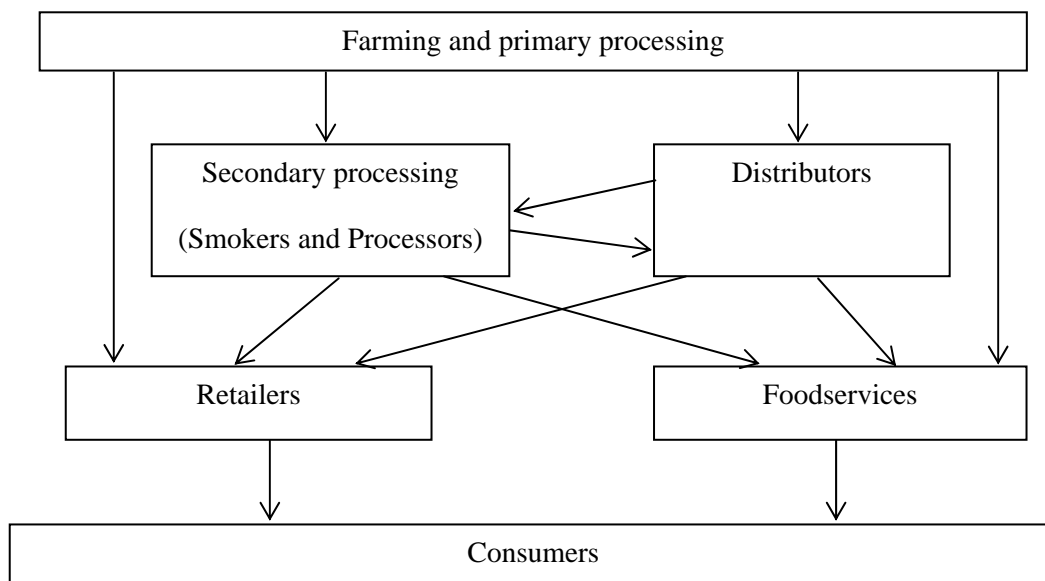 Farming and primary processing
Secondary processing
(Smokers and Processors)
Distributors
Retailers
Foodservices
Consumers